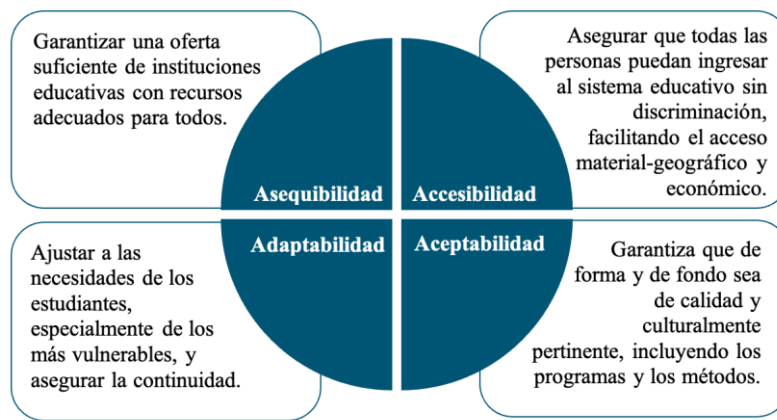 Garantizar una oferta
suficiente de instituciones
educativas con recursos
adecuados para todos.
Asequibilidad
Asegurar que todas las
personas puedan ingresar
al sistema educativo sin
discriminación,
facilitando el acceso
material-geográfico y
económico.
Accesibilidad
Ajustar a las
necesidades de los
estudiantes,
especialmente de los
más vulnerables, y
asegurar la continuidad.
Adaptabilidad
Garantiza que de
forma y de fondo sea
de calidad y
culturalmente
pertinente, incluyendo los
programas y los métodos.
Aceptabilidad